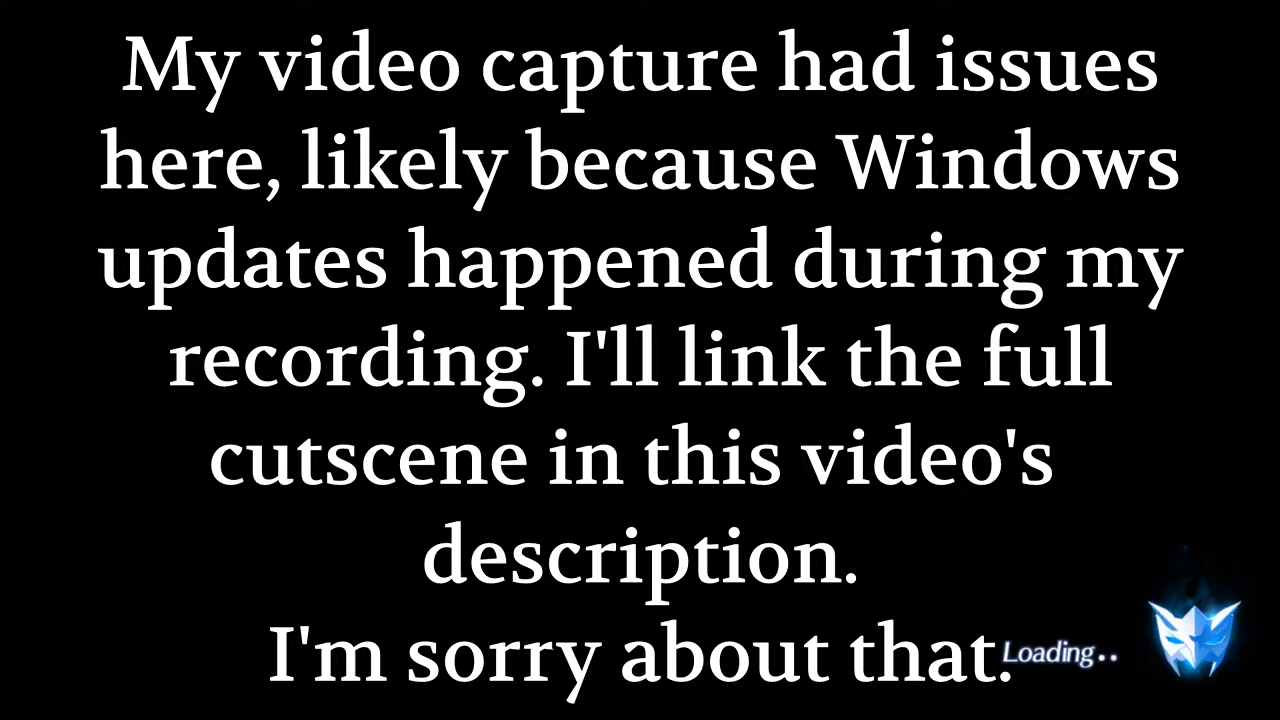 My video capture had issues
here, likely because Windows
updates happened during my
recording. I'll link the full
cutscene in this video's
description.
I'm sorry about that.
Loading..